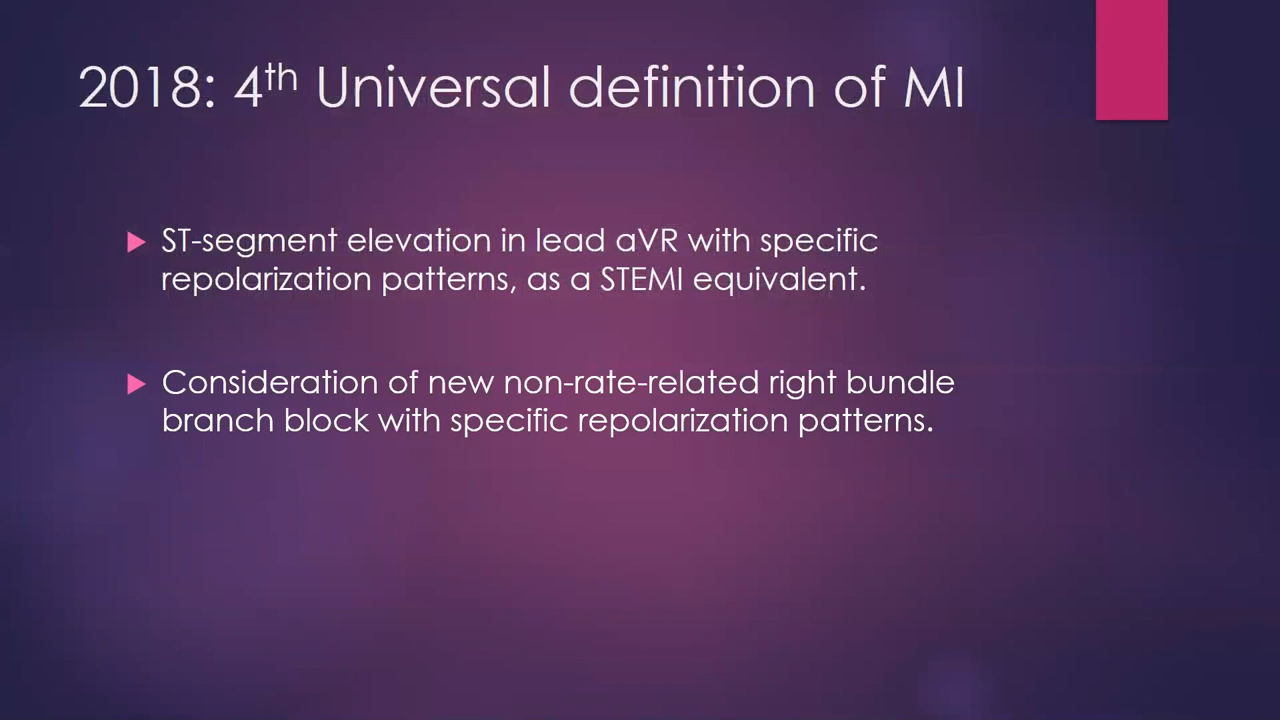 2018: 4th Universal definition of MI
ST-segment elevation in lead aVR with specific
repolarization patterns, as a STEMI equivalent.
Consideration of new non-rate-related right bundle
branch block with specific repolarization patterns.